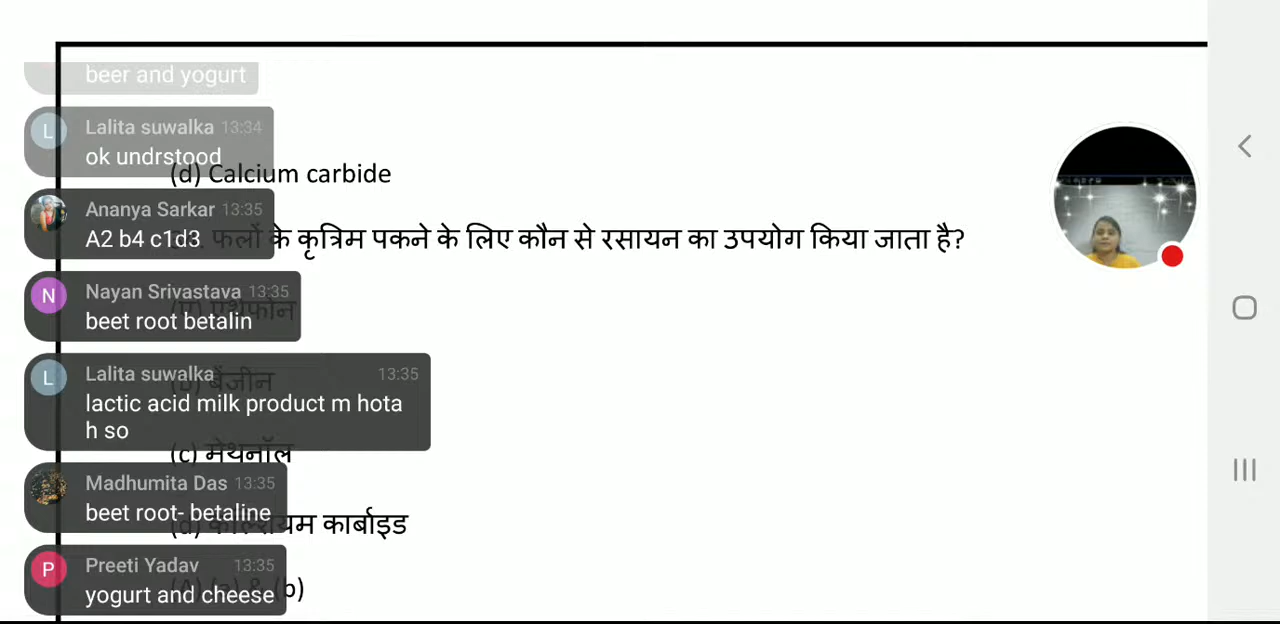 beer and yogurt
Lalita suwalka 13:34
ok undrstood
(d) Calcium carbide
Ananya Sarkar 13:35
A2 b4 c1d3
फलों के कृत्रिम पकने के लिए कौन से रसायन का उपयोग किया जाता है?
Nayan Srivastava 13:35
beet root betalin
(a) एथेफोन
Lalita suwalka 13:35
(b) बेंजीन
lactic acid milk product m hota
h so
(c) मेथनॉल
Madhumita Das 13:35
beet root- betaline
(d) कैल्शियम कार्बाइड
Preeti Yadav 13:35
yogurt and cheese
(A) (a) & (b)